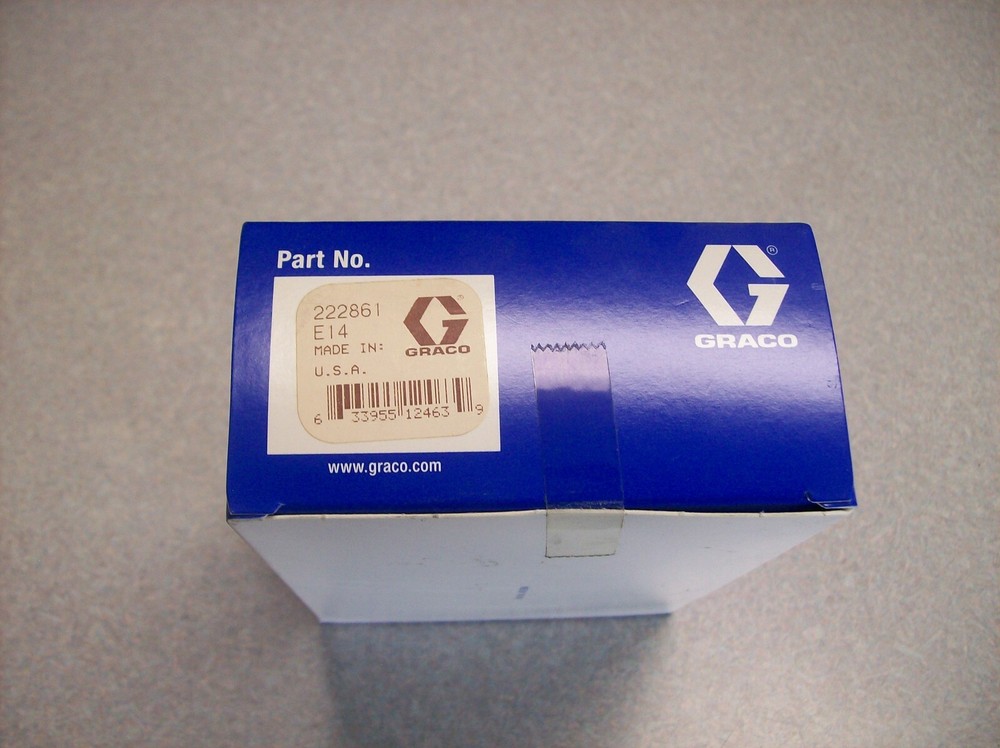 Part No.
222861
E14
MADE IN:
U.S.A.
GRACO
6 33955 12463 9
www.graco.com
G
®
GRACO